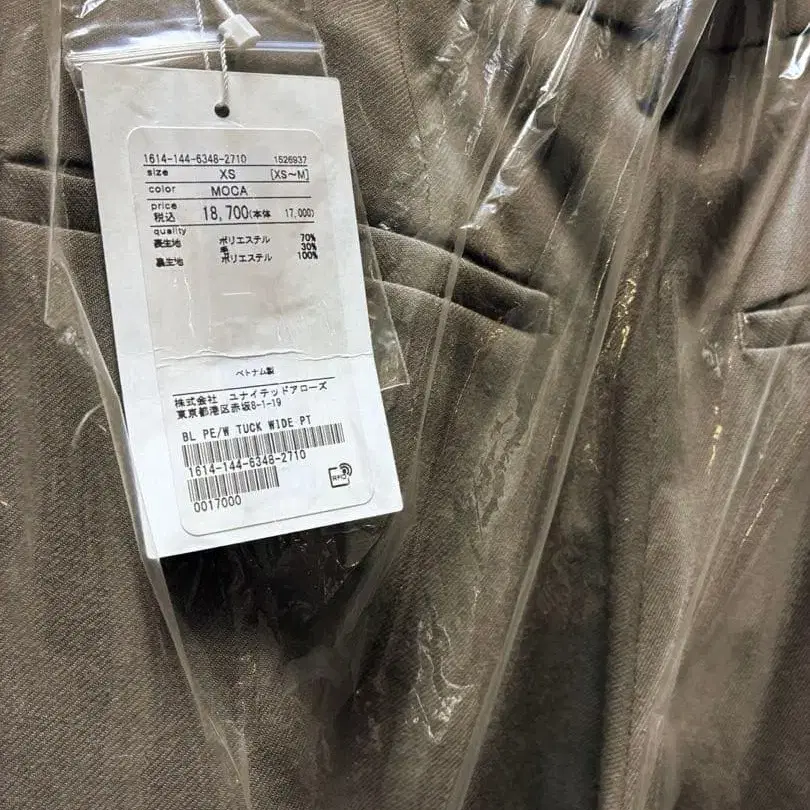 1614-144-6348-2710 1526937
size XS [XS~M]
color MOCA
price
税込 18,700(本体 17,000)
quality
表生地 ポリエステル 70%
毛 30%
裏生地 ポリエステル 100%
ベトナム製
株式会社 ユナイテッドアローズ
東京都港区赤坂8-1-19
BL PE/W TUCK WIDE PT
1614-144-6348-2710
0017000
RFID